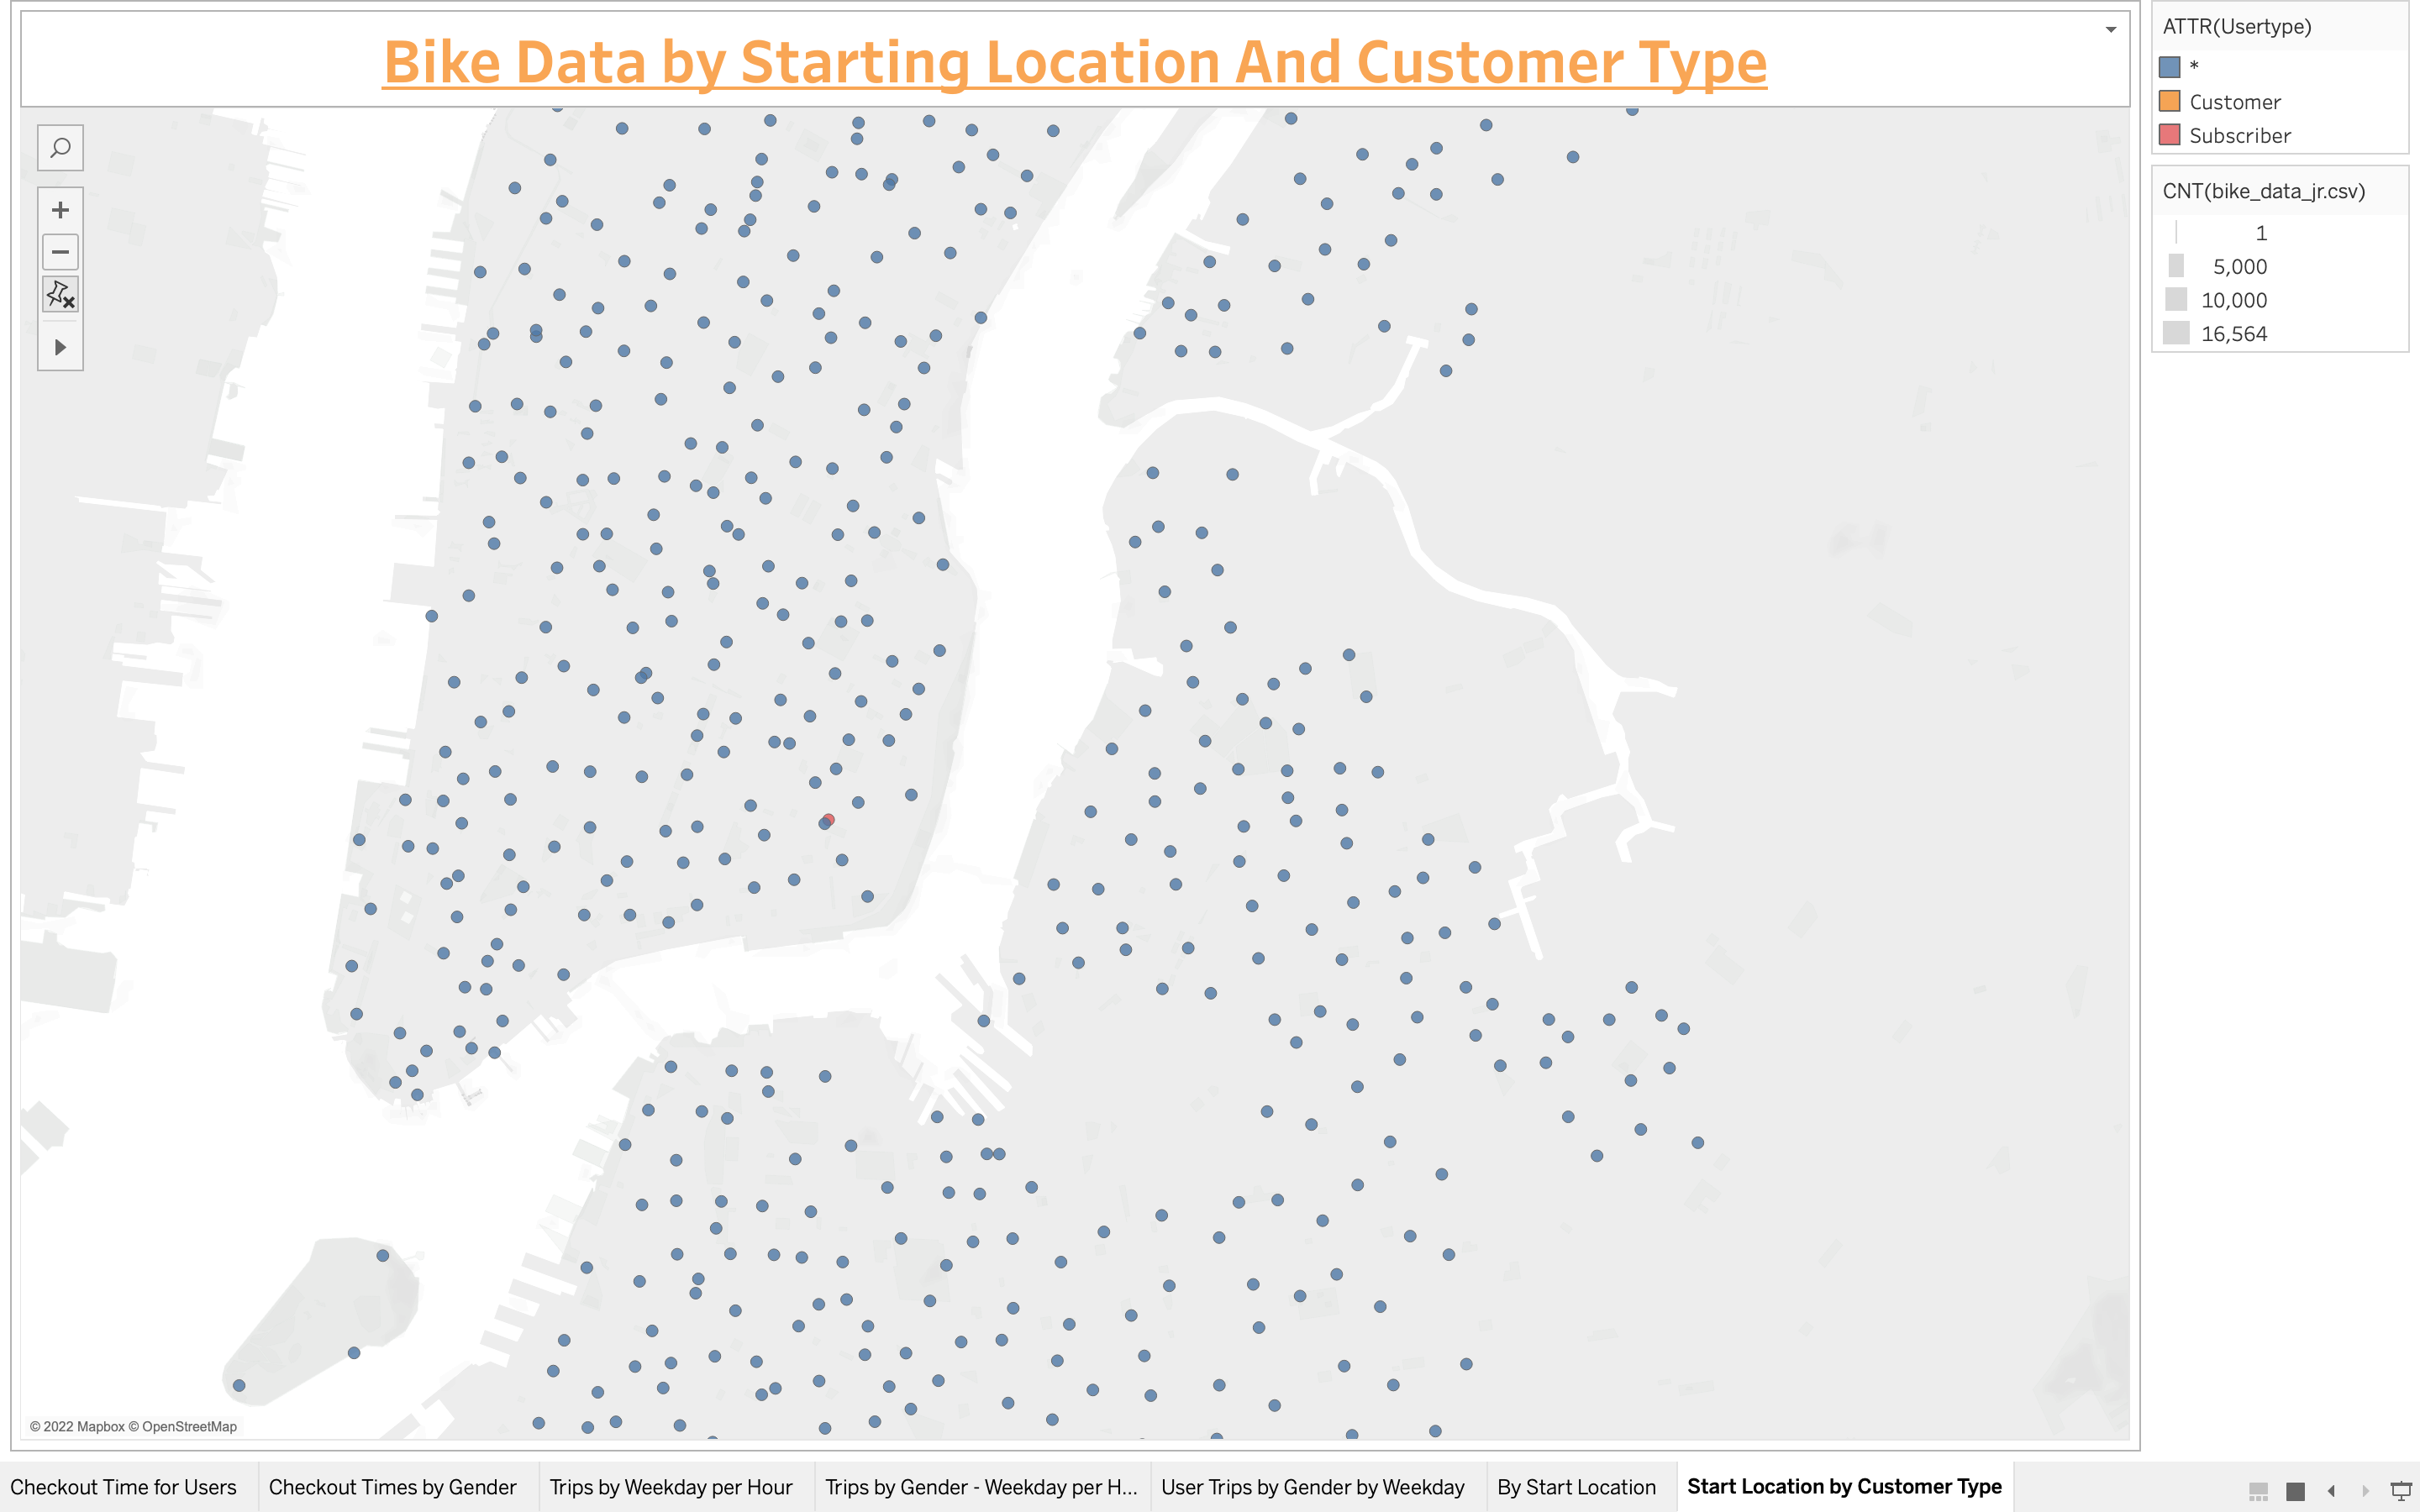 Bike Data by Starting Location And Customer Type
ATTR(Usertype)
*
Customer
Subscriber
CNT(bike_data_jr.csv)
1
5,000
10,000
16,564
© 2022 Mapbox © OpenStreetMap
Checkout Time for Users
Checkout Times by Gender
Trips by Weekday per Hour
Trips by Gender - Weekday per H...
User Trips by Gender by Weekday
By Start Location
Start Location by Customer Type